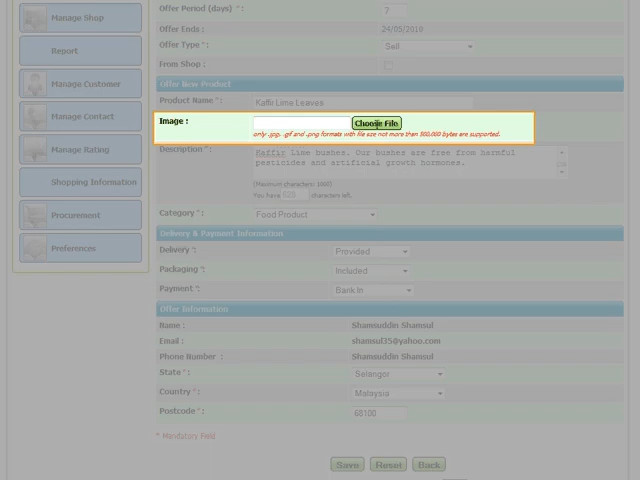 Manage Shop
Report
Manage Customer
Manage Contact
Manage Rating
Shopping Information
Procurement
Preferences
Offer Period (days) * :
7
Offer Ends :
24/05/2010
Offer Type * :
Sell
From Shop :
Offer New Product
Product Name * :
Kaffir Lime Leaves
Image :
Choose File
only .jpg, .gif and .png formats with file size not more than 300,000 bytes are supported.
Description * :
Kaffir Lime bushes. Our bushes are free from harmful
pesticides and artificial growth hormones.
(Maximum characters: 1000)
You have
characters left.
Category * :
Food Product
Delivery & Payment Information
Delivery * :
Provided
Packaging * :
Included
Payment * :
Bank In
Offer Information
Name :
Shamsuddin Shamsul
Email :
shamsul35@yahoo.com
Phone Number :
Shamsuddin Shamsul
State * :
Selangor
Country * :
Malaysia
Postcode * :
68100
* Mandatory Field
Save
Reset
Back